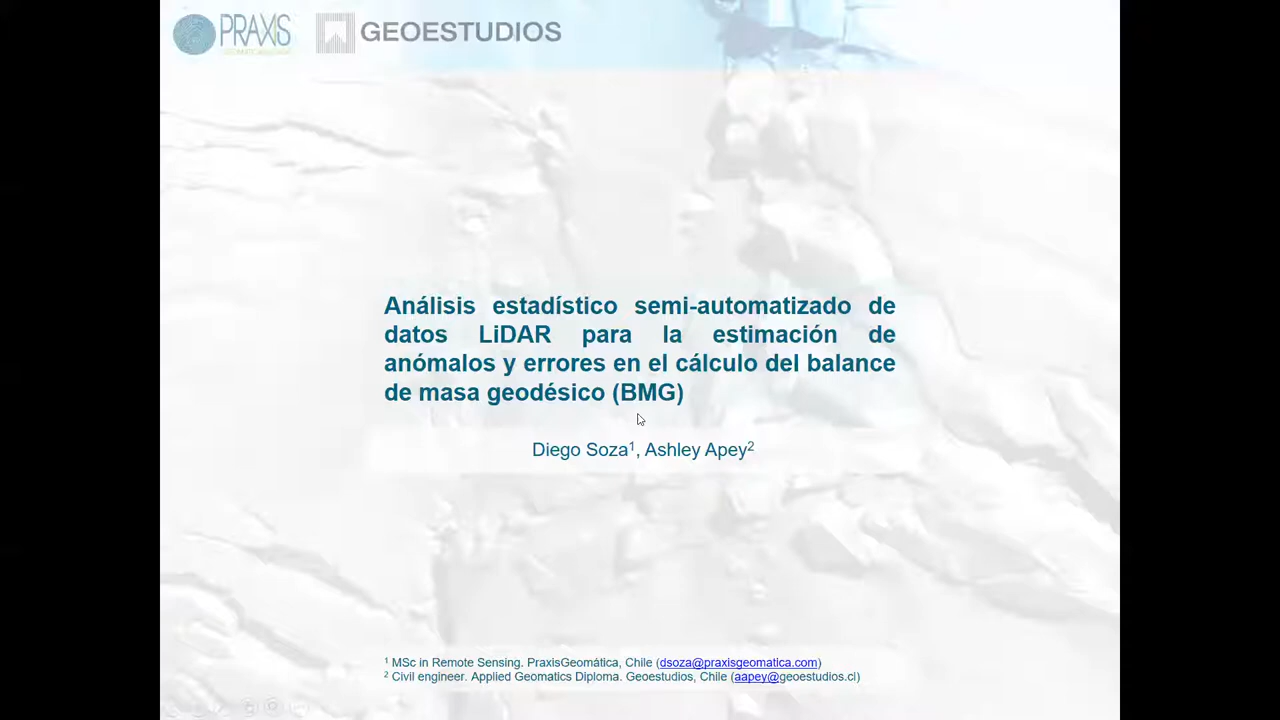 PRAXIS
GEOESTUDIOS
Análisis estadístico semi-automatizado de
datos LiDAR para la estimación de
anómalos y errores en el cálculo del balance
de masa geodésico (BMG)
Diego Soza¹, Ashley Apey²
¹ MSc in Remote Sensing. PraxisGeomática, Chile (dsoza@praxisgeomatica.com)
² Civil engineer. Applied Geomatics Diploma. Geoestudios, Chile (aapey@geoestudios.cl)